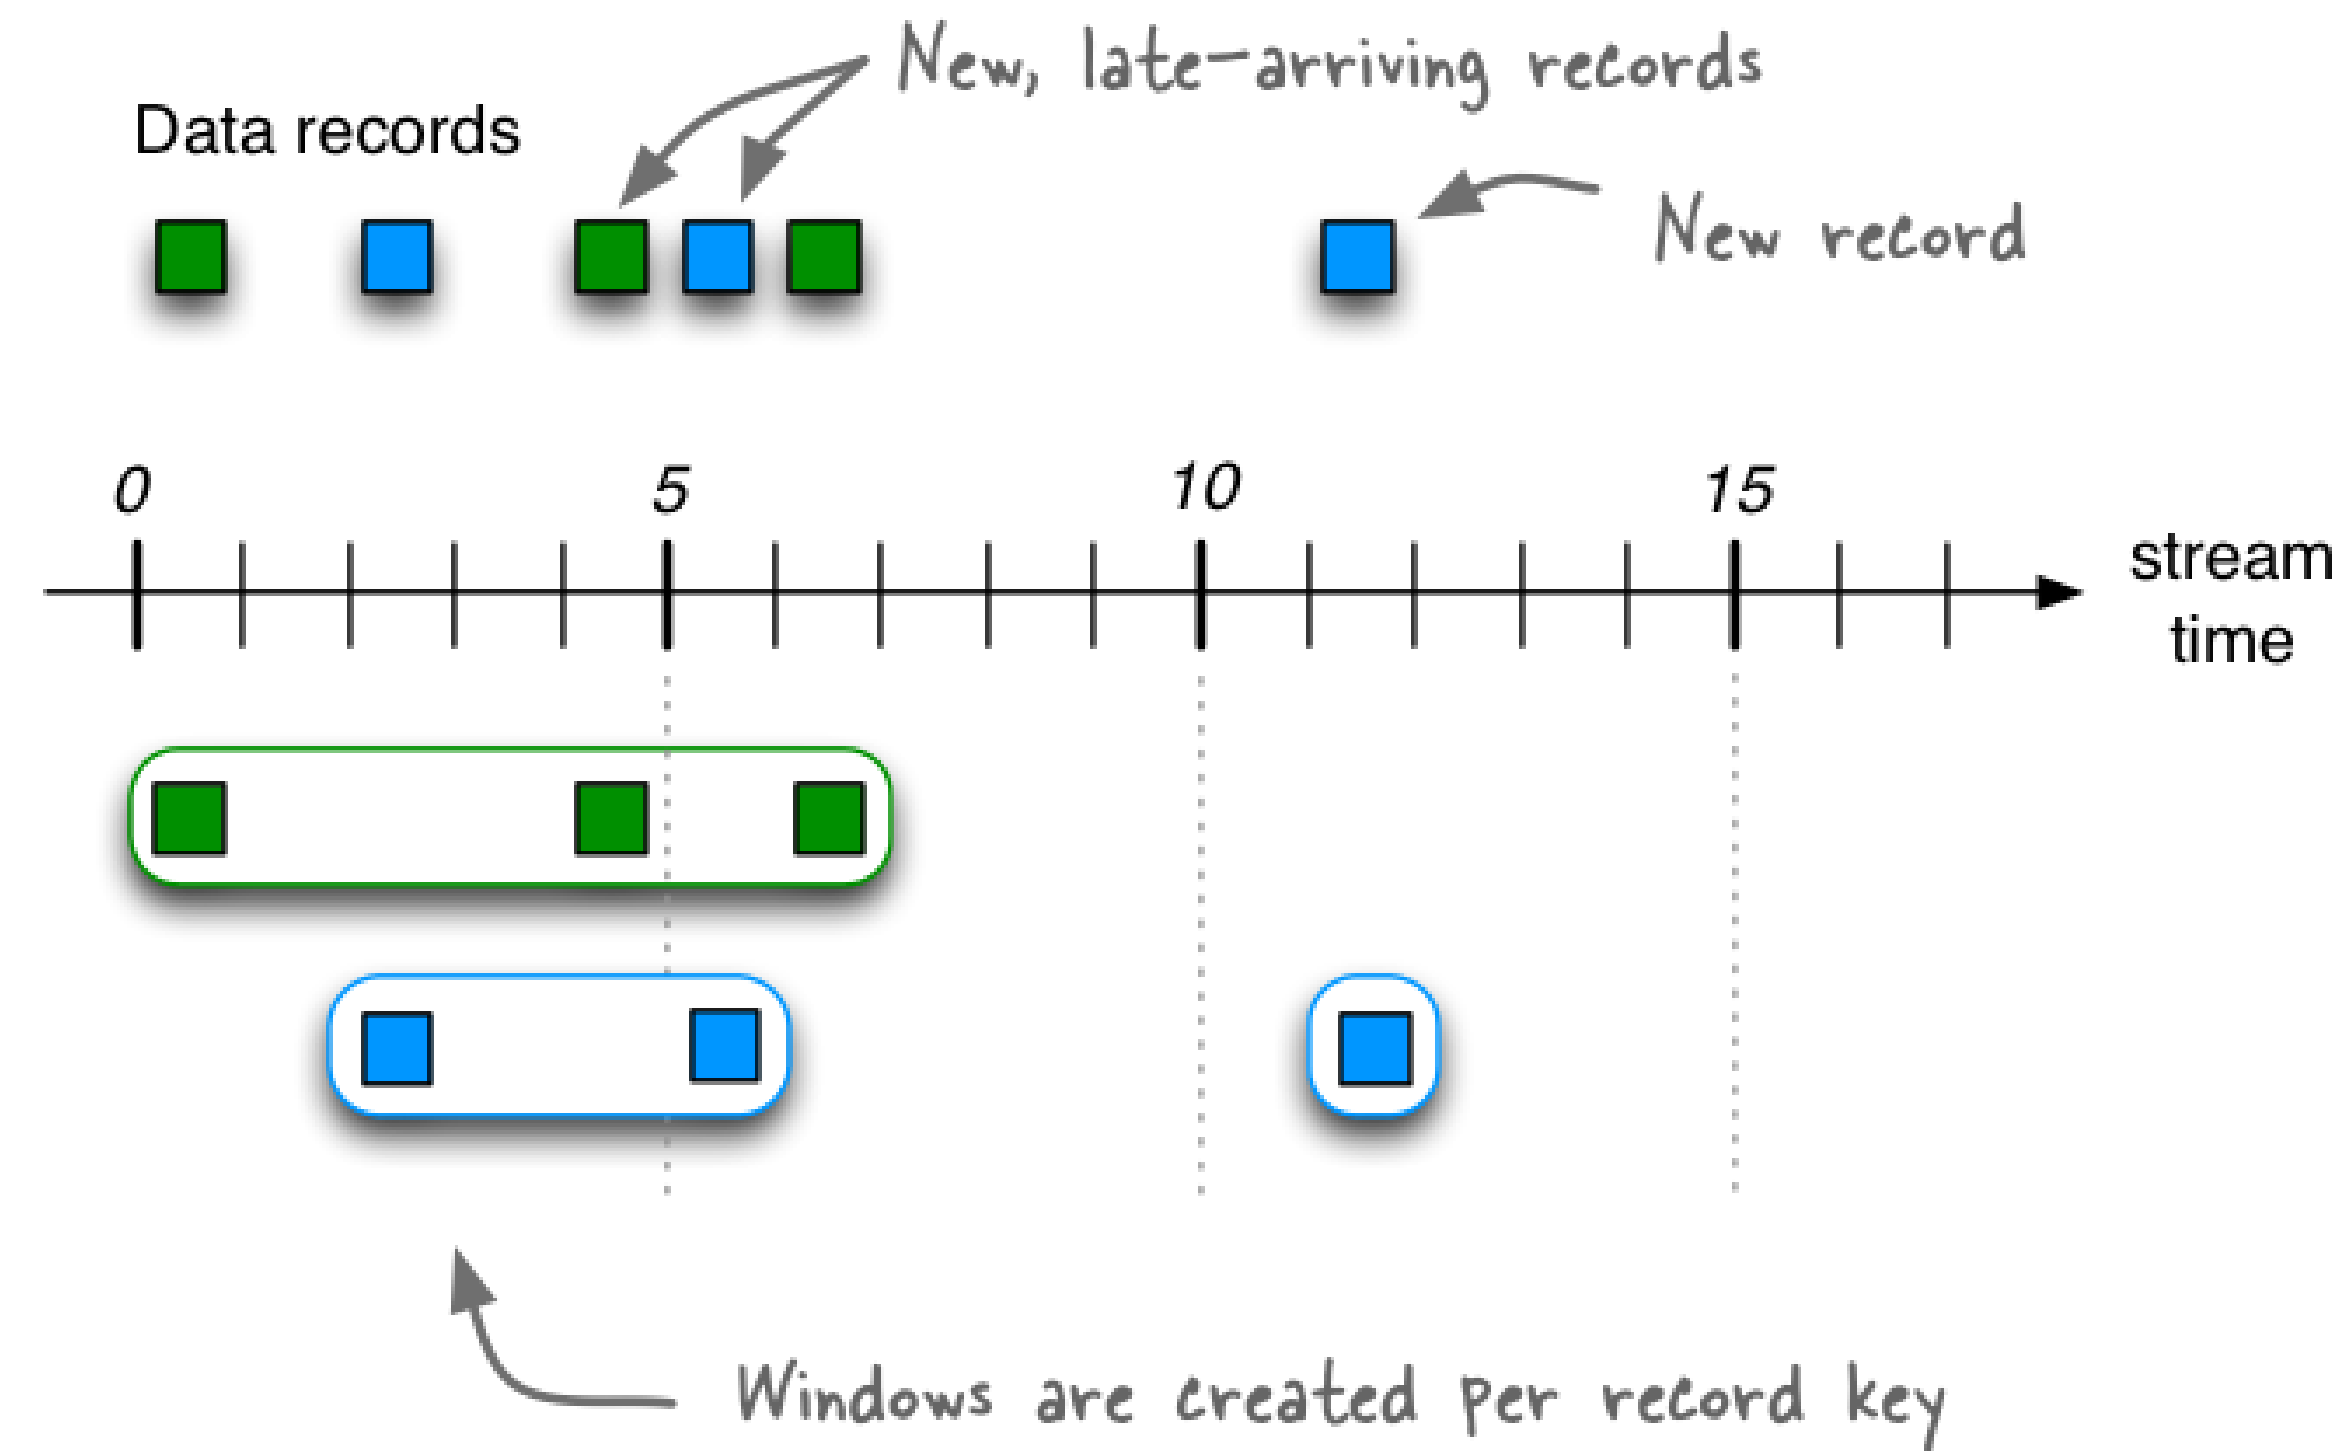 New, late-arriving records
Data records
New record
0 5 10 15
stream
time
Windows are created per record key